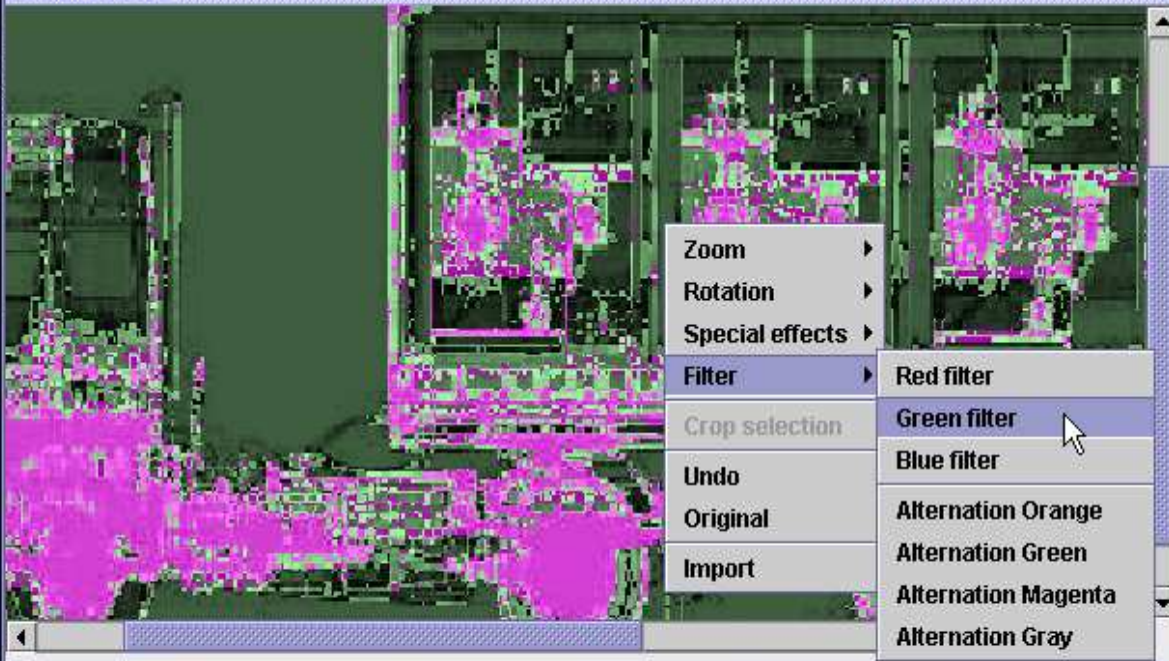 Zoom
Rotation
Special effects
Filter
Crop selection
Undo
Original
Import
Red filter
Green filter
Blue filter
Alternation Orange
Alternation Green
Alternation Magenta
Alternation Gray